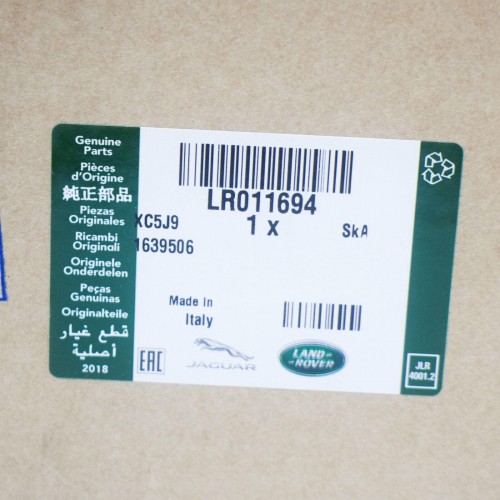 Genuine
Parts
Pièces
d'Origine
純正部品
Piezas
Originales
Ricambi
Originali
Originele
Onderdelen
Peças
Genuinas
Originalteile
قطع غيار
أصلية
2018
LR011694
XC5J9
1 x
SkA
1639506
Made In
Italy
EAC
JAGUAR
LAND-
ROVER
JLR
4001.2